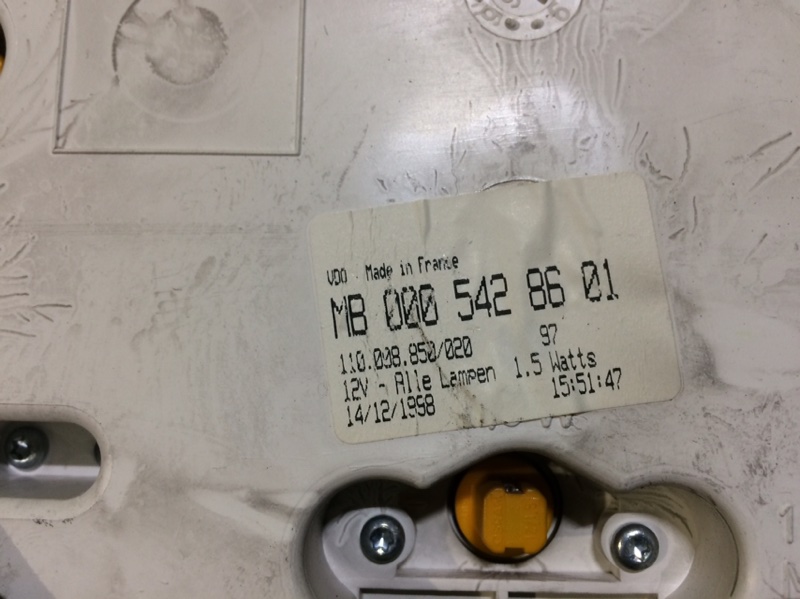 VDO Made in France
MB 000 542 86 01
110.008.850/020 97
12V - Alle Lampen 1.5 Watts
14/12/1998 15:51:47